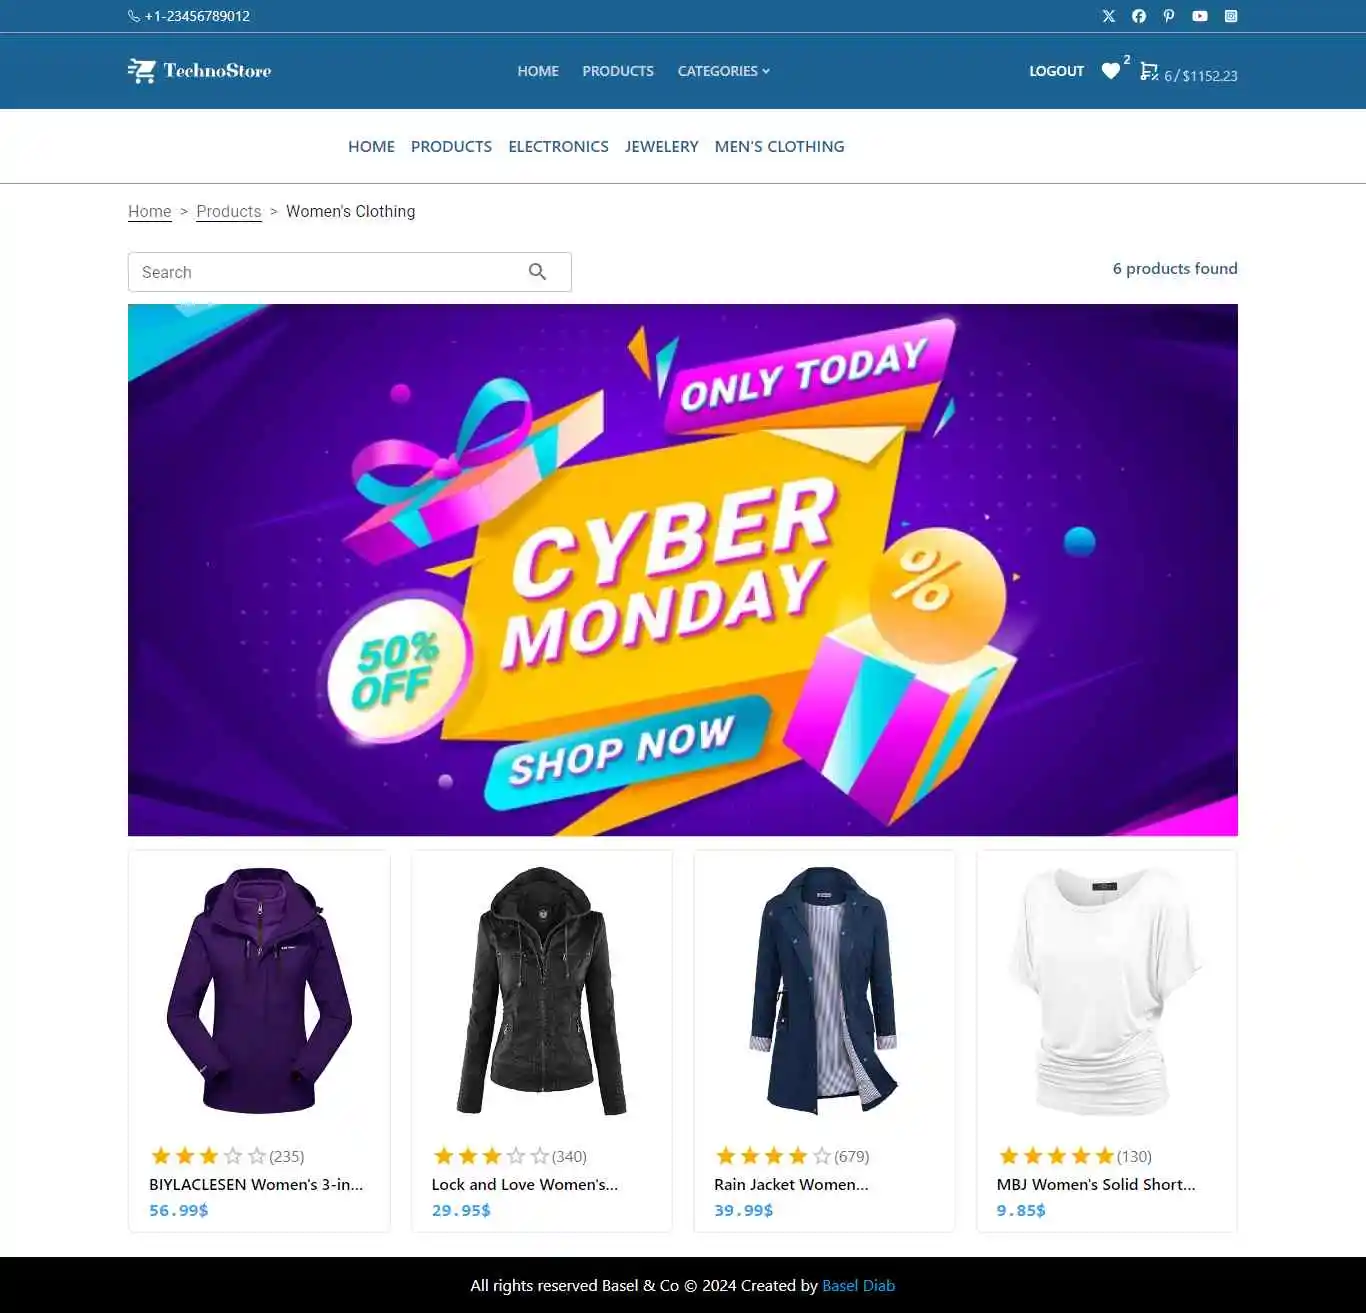 +1-23456789012
TechnoStore
HOME PRODUCTS CATEGORIES
LOGOUT 2 6 / $1152.23
HOME PRODUCTS ELECTRONICS JEWELERY MEN'S CLOTHING
Home > Products > Women's Clothing
Search
6 products found
ONLY TODAY
CYBER
MONDAY
%
50%
OFF
SHOP NOW
(235)
BIYLACLESEN Women's 3-in...
56.99$
(340)
Lock and Love Women's...
29.95$
(679)
Rain Jacket Women...
39.99$
(130)
MBJ Women's Solid Short...
9.85$
All rights reserved Basel & Co © 2024 Created by Basel Diab